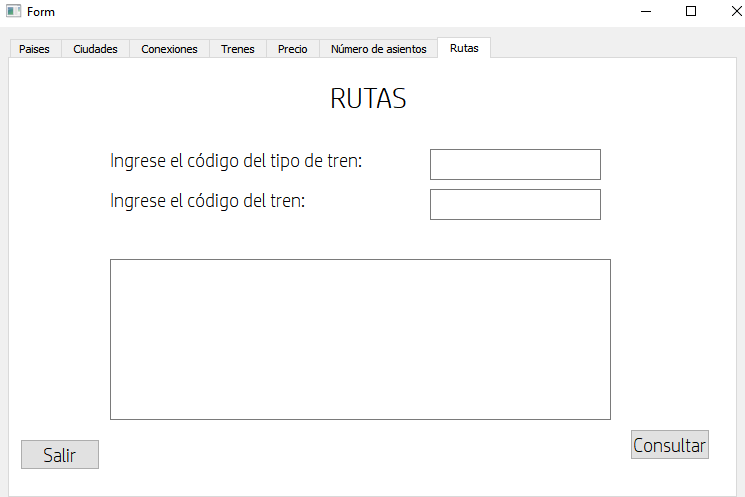 Form
Paises Ciudades Conexiones Trenes Precio Número de asientos Rutas
RUTAS
Ingrese el código del tipo de tren:
Ingrese el código del tren:
Salir
Consultar